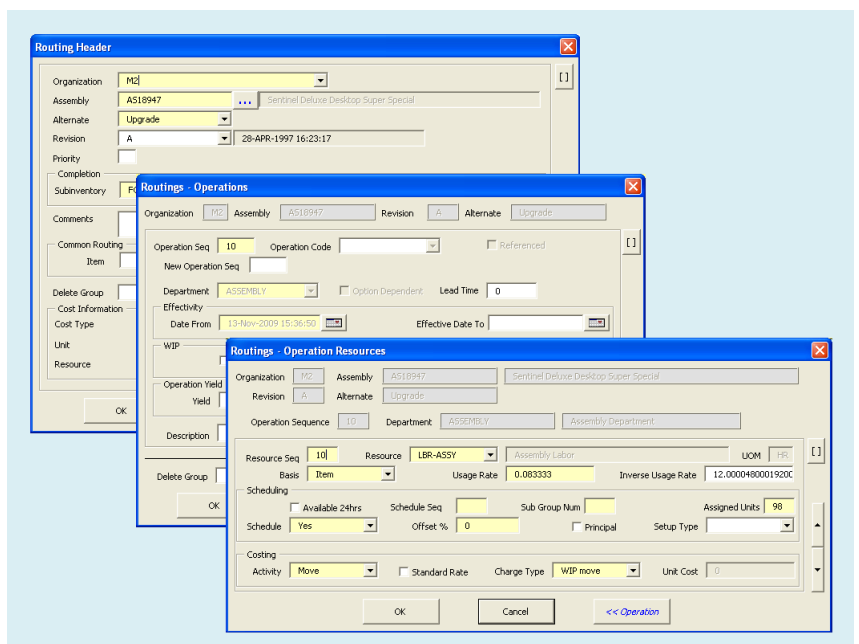 Routing Header
Organization M2 [ ]
Assembly AS18947 ... Sentinel Deluxe Desktop Super Special
Alternate Upgrade
Revision A 28-APR-1997 16:23:17
Priority
Completion
Subinventory
Comments
Common Routing
Item
Delete Group
Cost Information
Cost Type
Unit
Resource
OK
Routings - Operations
Organization M2 Assembly AS18947 Revision A Alternate Upgrade
Operation Seq 10 Operation Code Referenced [ ]
New Operation Seq
Department ASSEMBLY Option Dependent Lead Time 0
Effectivity
Date From 13-Nov-2009 15:36:50 Effective Date To
WIP
Operation Yield
Yield
Description
Delete Group
OK
Routings - Operation Resources
Organization M2 Assembly AS18947 Sentinel Deluxe Desktop Super Special
Revision A Alternate Upgrade
Operation Sequence 10 Department ASSEMBLY Assembly Department
Resource Seq 10 Resource LBR-ASSY Assembly Labor UOM HR [ ]
Basis Item Usage Rate 0.083333 Inverse Usage Rate 12.0000480001920
Scheduling
Available 24hrs Schedule Seq Sub Group Num Assigned Units 98
Schedule Yes Offset % 0 Principal Setup Type
Costing
Activity Move Standard Rate Charge Type WIP move Unit Cost 0
OK Cancel << Operation